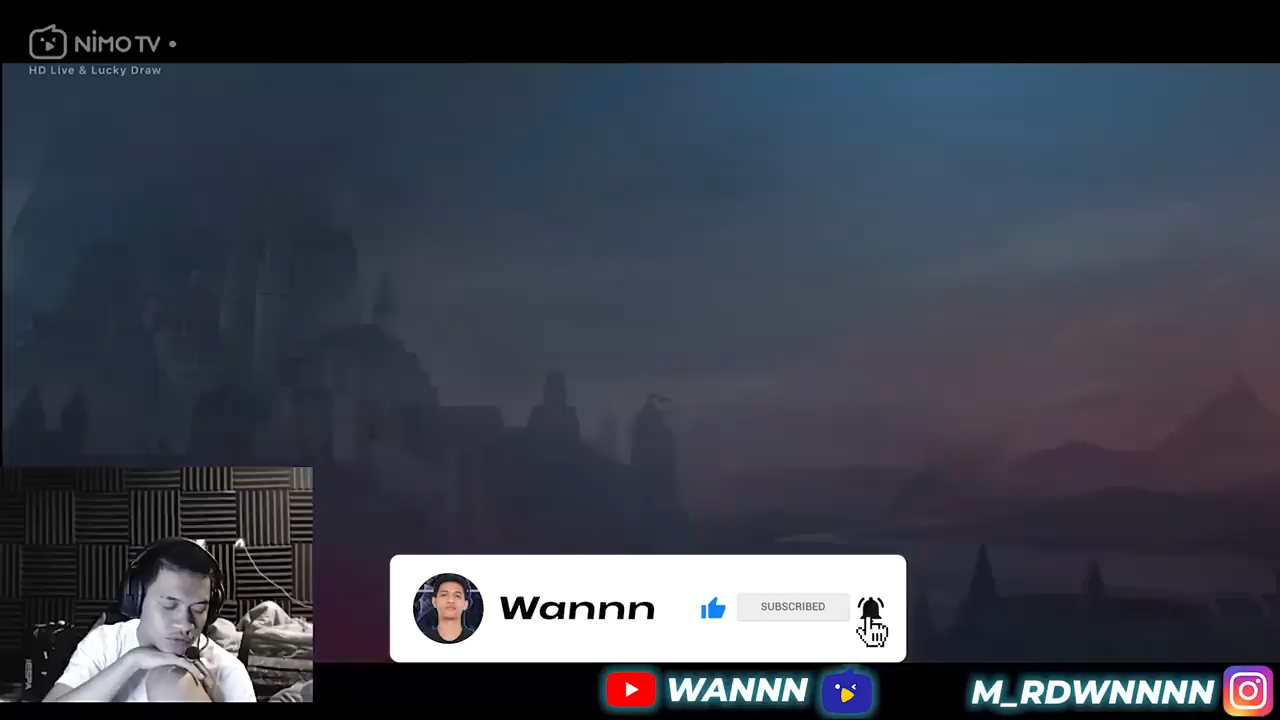 NiMO TV
HD Live & Lucky Draw
Wannn
SUBSCRIBED
WANNN
M_RDWNNNN